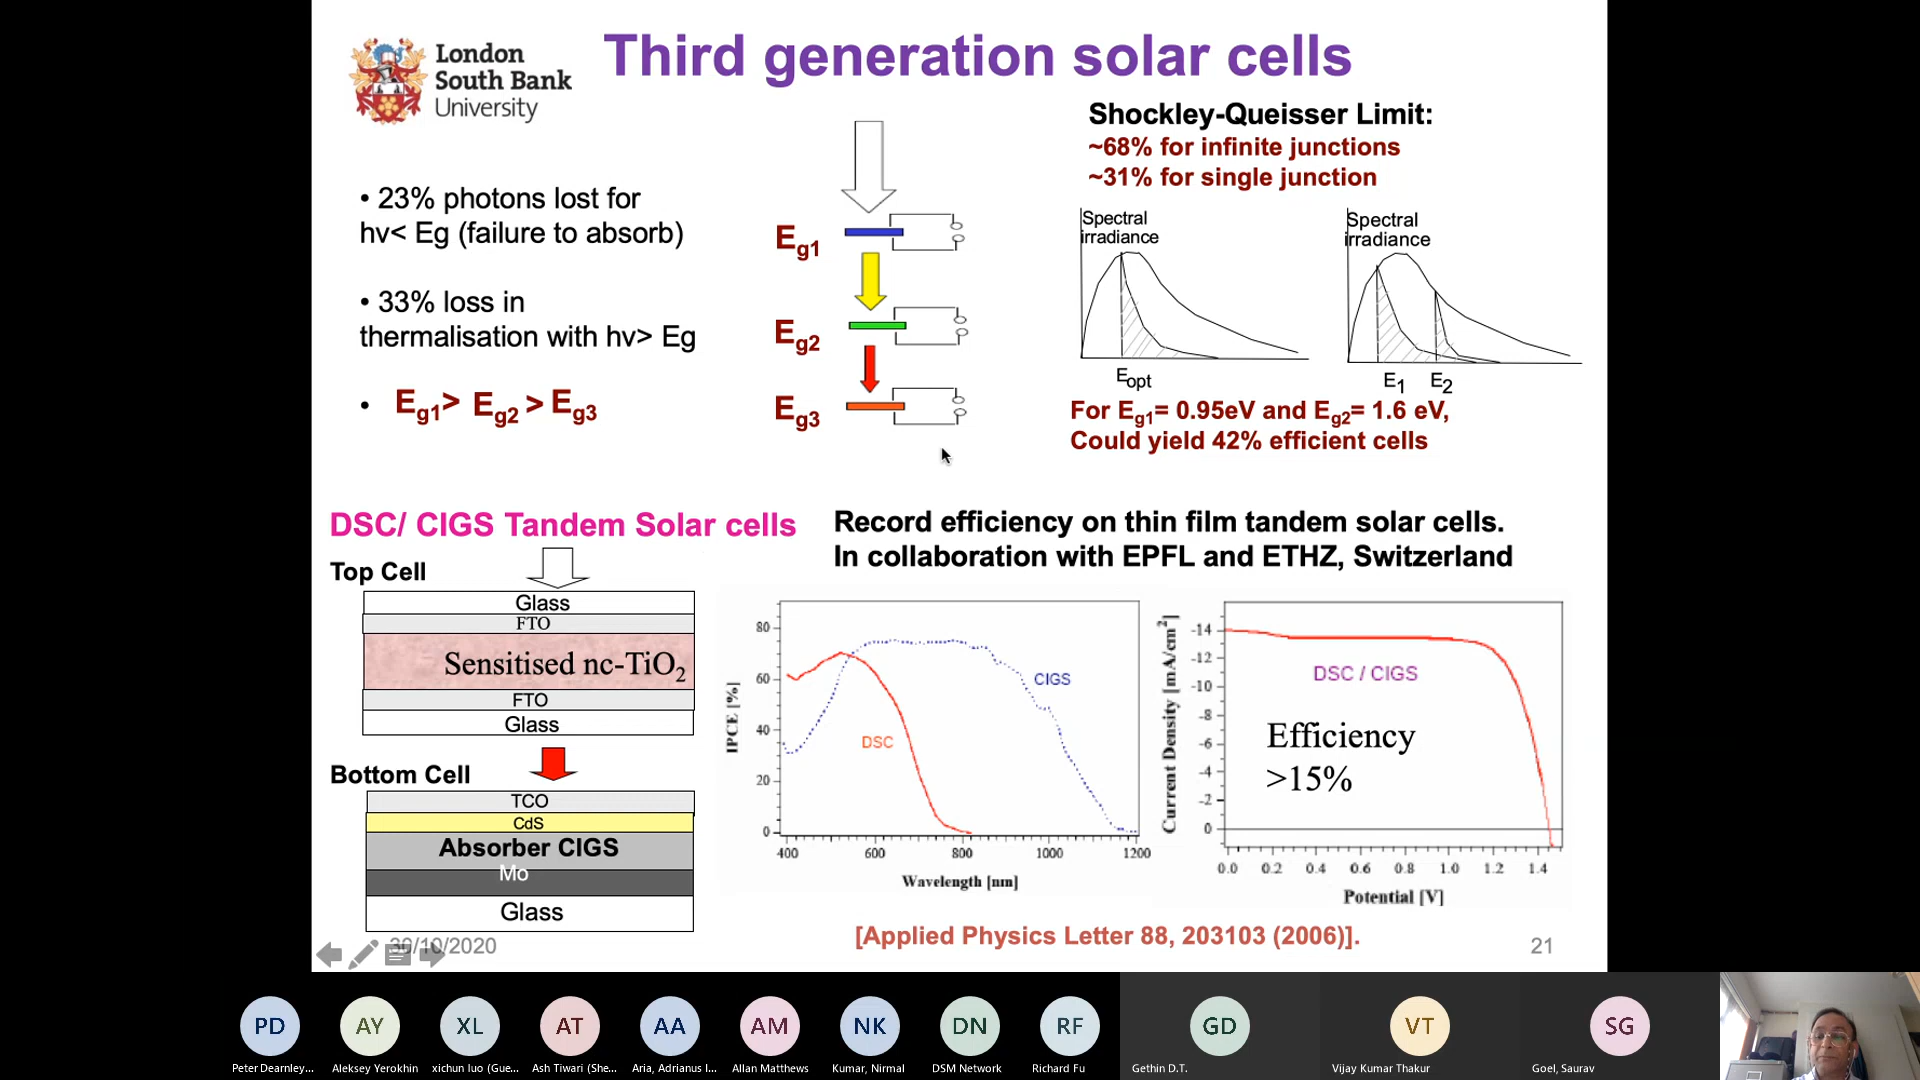 London
South Bank
University
Third generation solar cells
Shockley-Queisser Limit:
~68% for infinite junctions
~31% for single junction
• 23% photons lost for
hν< Eg (failure to absorb)
• 33% loss in
thermalisation with hν> Eg
• Eg1> Eg2 > Eg3
Eg1
Eg2
Eg3
Spectral
irradiance
Eopt
Spectral
irradiance
E1 E2
For Eg1= 0.95eV and Eg2= 1.6 eV,
Could yield 42% efficient cells
DSC/ CIGS Tandem Solar cells
Top Cell
Glass
FTO
Sensitised nc-TiO2
FTO
Glass
Bottom Cell
TCO
CdS
Absorber CIGS
Mo
Glass
Record efficiency on thin film tandem solar cells.
In collaboration with EPFL and ETHZ, Switzerland
IPCE [%]
80
60
40
20
0
CIGS
DSC
400 600 800 1000 1200
Wavelength [nm]
Current Density [mA/cm2]
-14
-12
-10
-8
-6
-4
-2
0
DSC / CIGS
Efficiency
>15%
0.0 0.2 0.4 0.6 0.8 1.0 1.2 1.4
Potential [V]
[Applied Physics Letter 88, 203103 (2006)].
30/10/2020
21
PD AY XL AT AA AM NK DN RF GD VT SG
Peter Dearnley... Aleksey Yerokhin xichun luo (Gue... Ash Tiwari (She... Aria, Adrianus I... Allan Matthews Kumar, Nirmal DSM Network Richard Fu Gethin D.T. Vijay Kumar Thakur Goel, Saurav